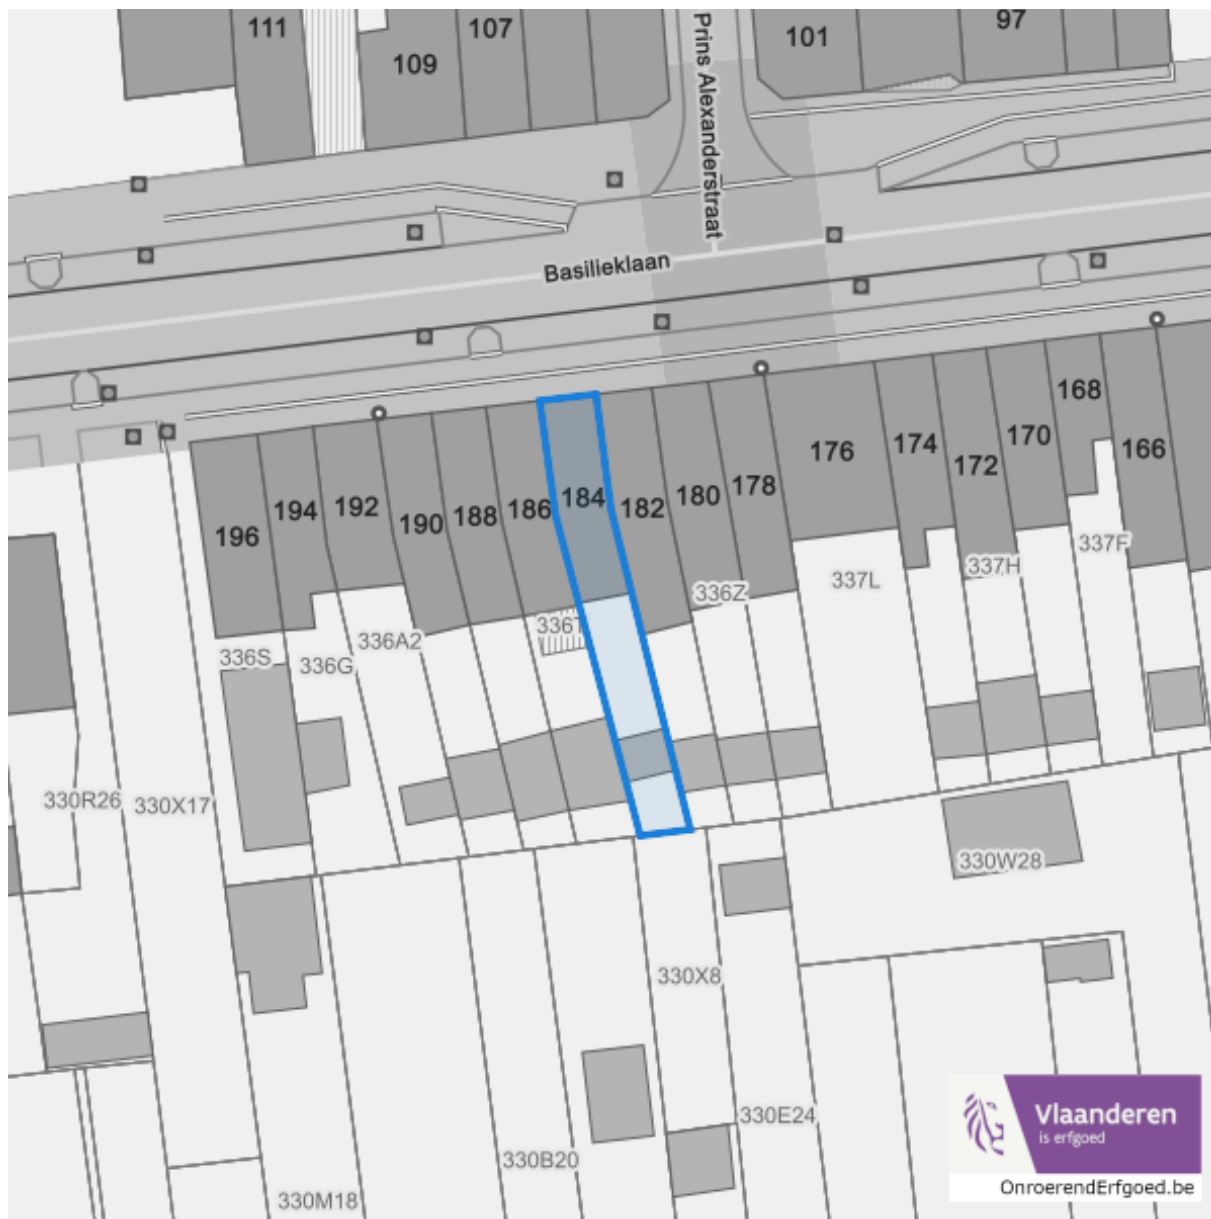 111
107
109
101
97
Prins Alexanderstraat
Basilieklaan
168
170
166
176
174
172
178
180
182
184
186
188
190
192
194
196
337F
337H
337L
336Z
336T
336A2
336S
336G
330R26
330X17
330W28
330X8
330E24
330B20
330M18
Vlaanderen
is erfgoed
OnroerendErfgoed.be